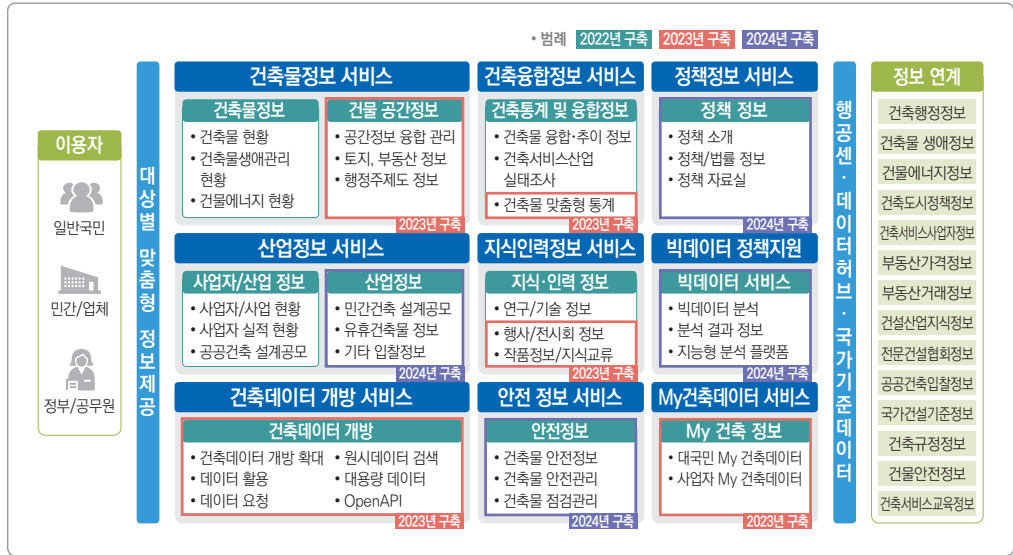 • 범례 2022년 구축 2023년 구축 2024년 구축
이용자
일반국민
민간/업체
정부/공무원
대상별 맞춤형 정보제공
건축물정보 서비스
건축물정보
• 건축물 현황
• 건축물생애관리
현황
• 건물에너지 현황
건물 공간정보
• 공간정보 융합 관리
• 토지, 부동산 정보
• 행정주제도 정보
2023년 구축
건축융합정보 서비스
건축통계 및 융합정보
• 건축물 융합·추이 정보
• 건축서비스산업
실태조사
• 건축물 맞춤형 통계
2023년 구축
정책정보 서비스
정책 정보
• 정책 소개
• 정책/법률 정보
• 정책 자료실
2024년 구축
산업정보 서비스
사업자/산업 정보
• 사업자/사업 현황
• 사업자 실적 현황
• 공공건축 설계공모
산업정보
• 민간건축 설계공모
• 유휴건축물 정보
• 기타 입찰정보
2024년 구축
지식인력정보 서비스
지식·인력 정보
• 연구/기술 정보
• 행사/전시회 정보
• 작품정보/지식교류
2023년 구축
빅데이터 정책지원
빅데이터 서비스
• 빅데이터 분석
• 분석 결과 정보
• 지능형 분석 플랫폼
2024년 구축
건축데이터 개방 서비스
건축데이터 개방
• 건축데이터 개방 확대
• 데이터 활용
• 데이터 요청
• 원시데이터 검색
• 대용량 데이터
• OpenAPI
2023년 구축
안전 정보 서비스
안전정보
• 건축물 안전정보
• 건축물 안전관리
• 건축물 점검관리
2024년 구축
My건축데이터 서비스
My 건축 정보
• 대국민 My 건축데이터
• 사업자 My 건축데이터
2023년 구축
행공센·데이터허브·국가기준데이터
정보 연계
건축행정정보
건축물 생애정보
건물에너지정보
건축도시정책정보
건축서비스사업자정보
부동산가격정보
부동산거래정보
건설산업지식정보
전문건설협회정보
공공건축입찰정보
국가건설기준정보
건축규정정보
건물안전정보
건축서비스교육정보